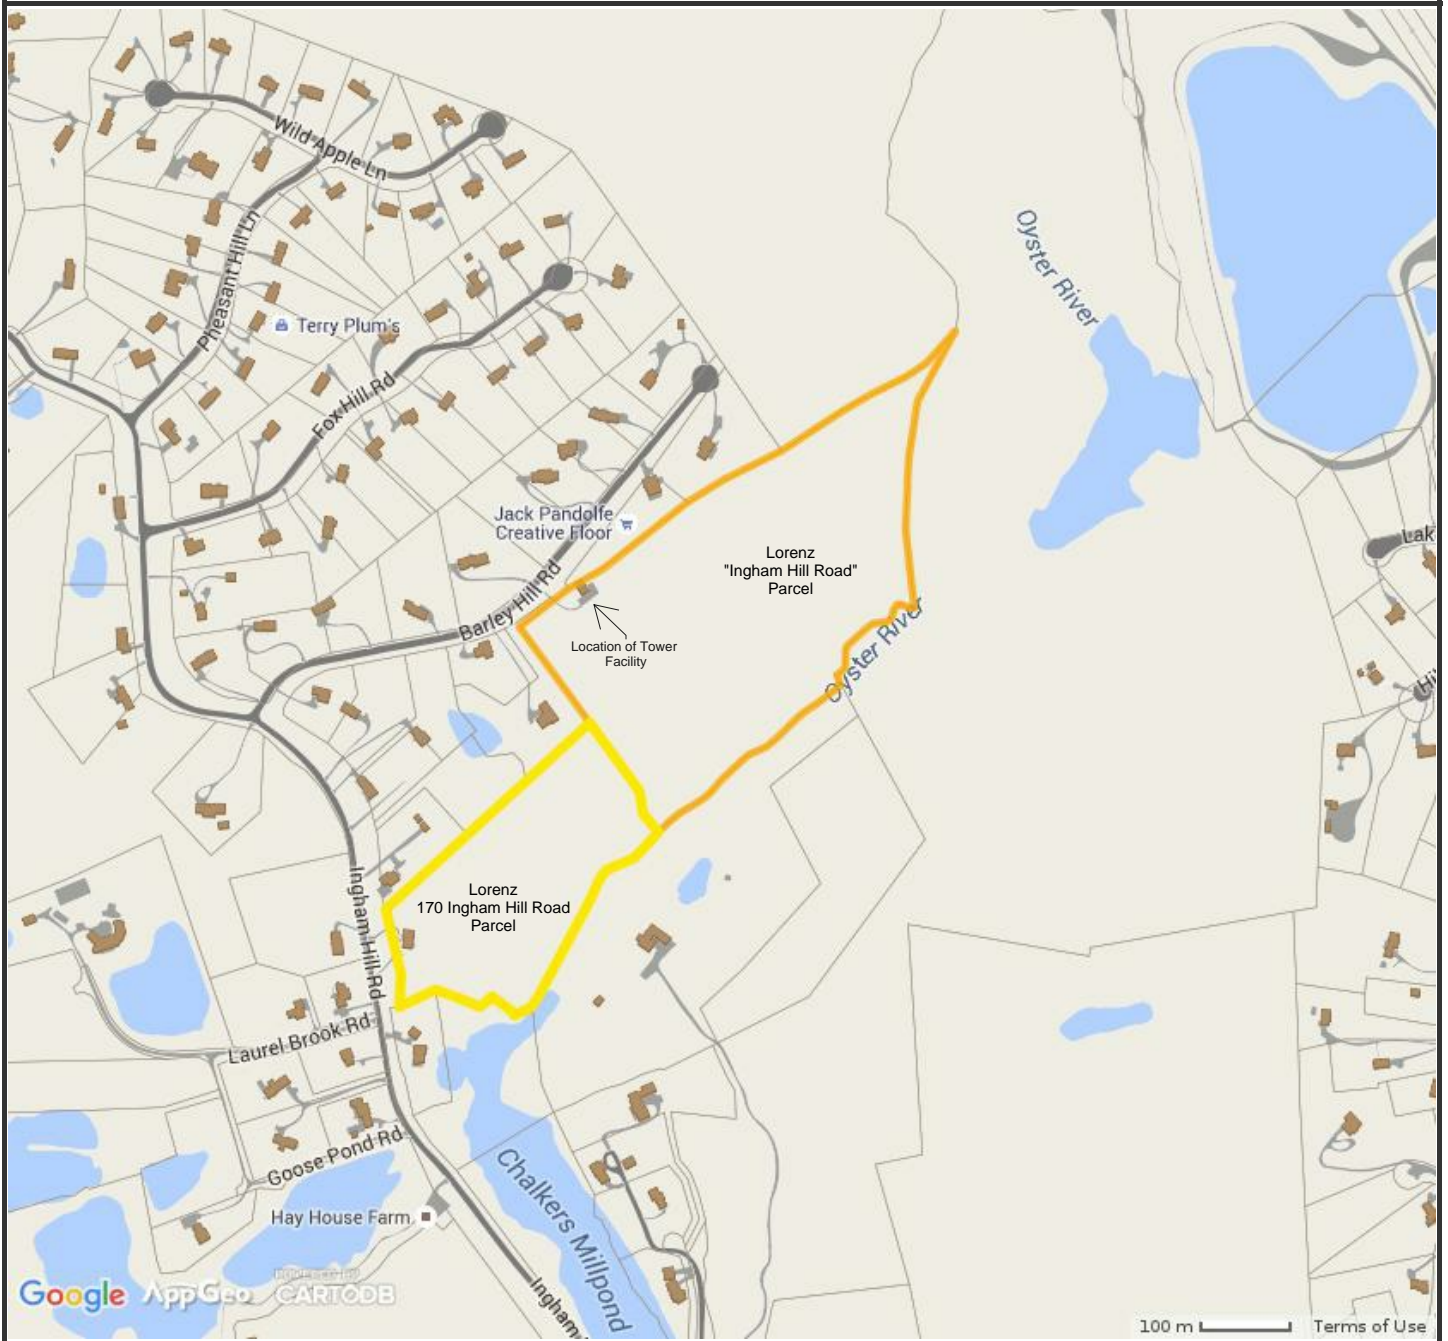 Wild Apple Ln
Pheasant Hill Ln
Oyster River
Terry Plum's
Fox Hill Rd
Jack Pandolfe
Creative Floor
Lak
Lorenz
"Ingham Hill Road"
Parcel
Barley Hill Rd
Location of Tower
Facility
Oyster River
Hil
Lorenz
170 Ingham Hill Road
Parcel
Ingham Hill Rd
Laurel Brook Rd
Goose Pond Rd
Chalkers Millpond
Hay House Farm
Ingham
Google AppGeo CARTODB
100 m
Terms of Use